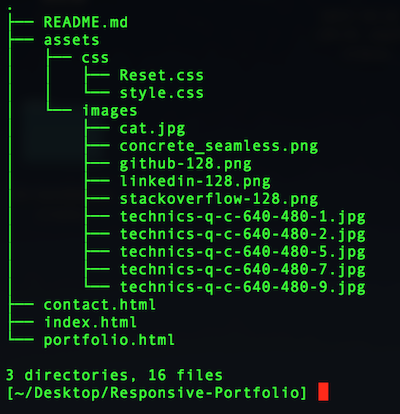 .
├── README.md
├── assets
│   ├── css
│   │   ├── Reset.css
│   │   └── style.css
│   └── images
│       ├── cat.jpg
│       ├── concrete_seamless.png
│       ├── github-128.png
│       ├── linkedin-128.png
│       ├── stackoverflow-128.png
│       ├── technics-q-c-640-480-1.jpg
│       ├── technics-q-c-640-480-2.jpg
│       ├── technics-q-c-640-480-5.jpg
│       ├── technics-q-c-640-480-7.jpg
│       └── technics-q-c-640-480-9.jpg
├── contact.html
├── index.html
└── portfolio.html
3 directories, 16 files
[~/Desktop/Responsive-Portfolio]